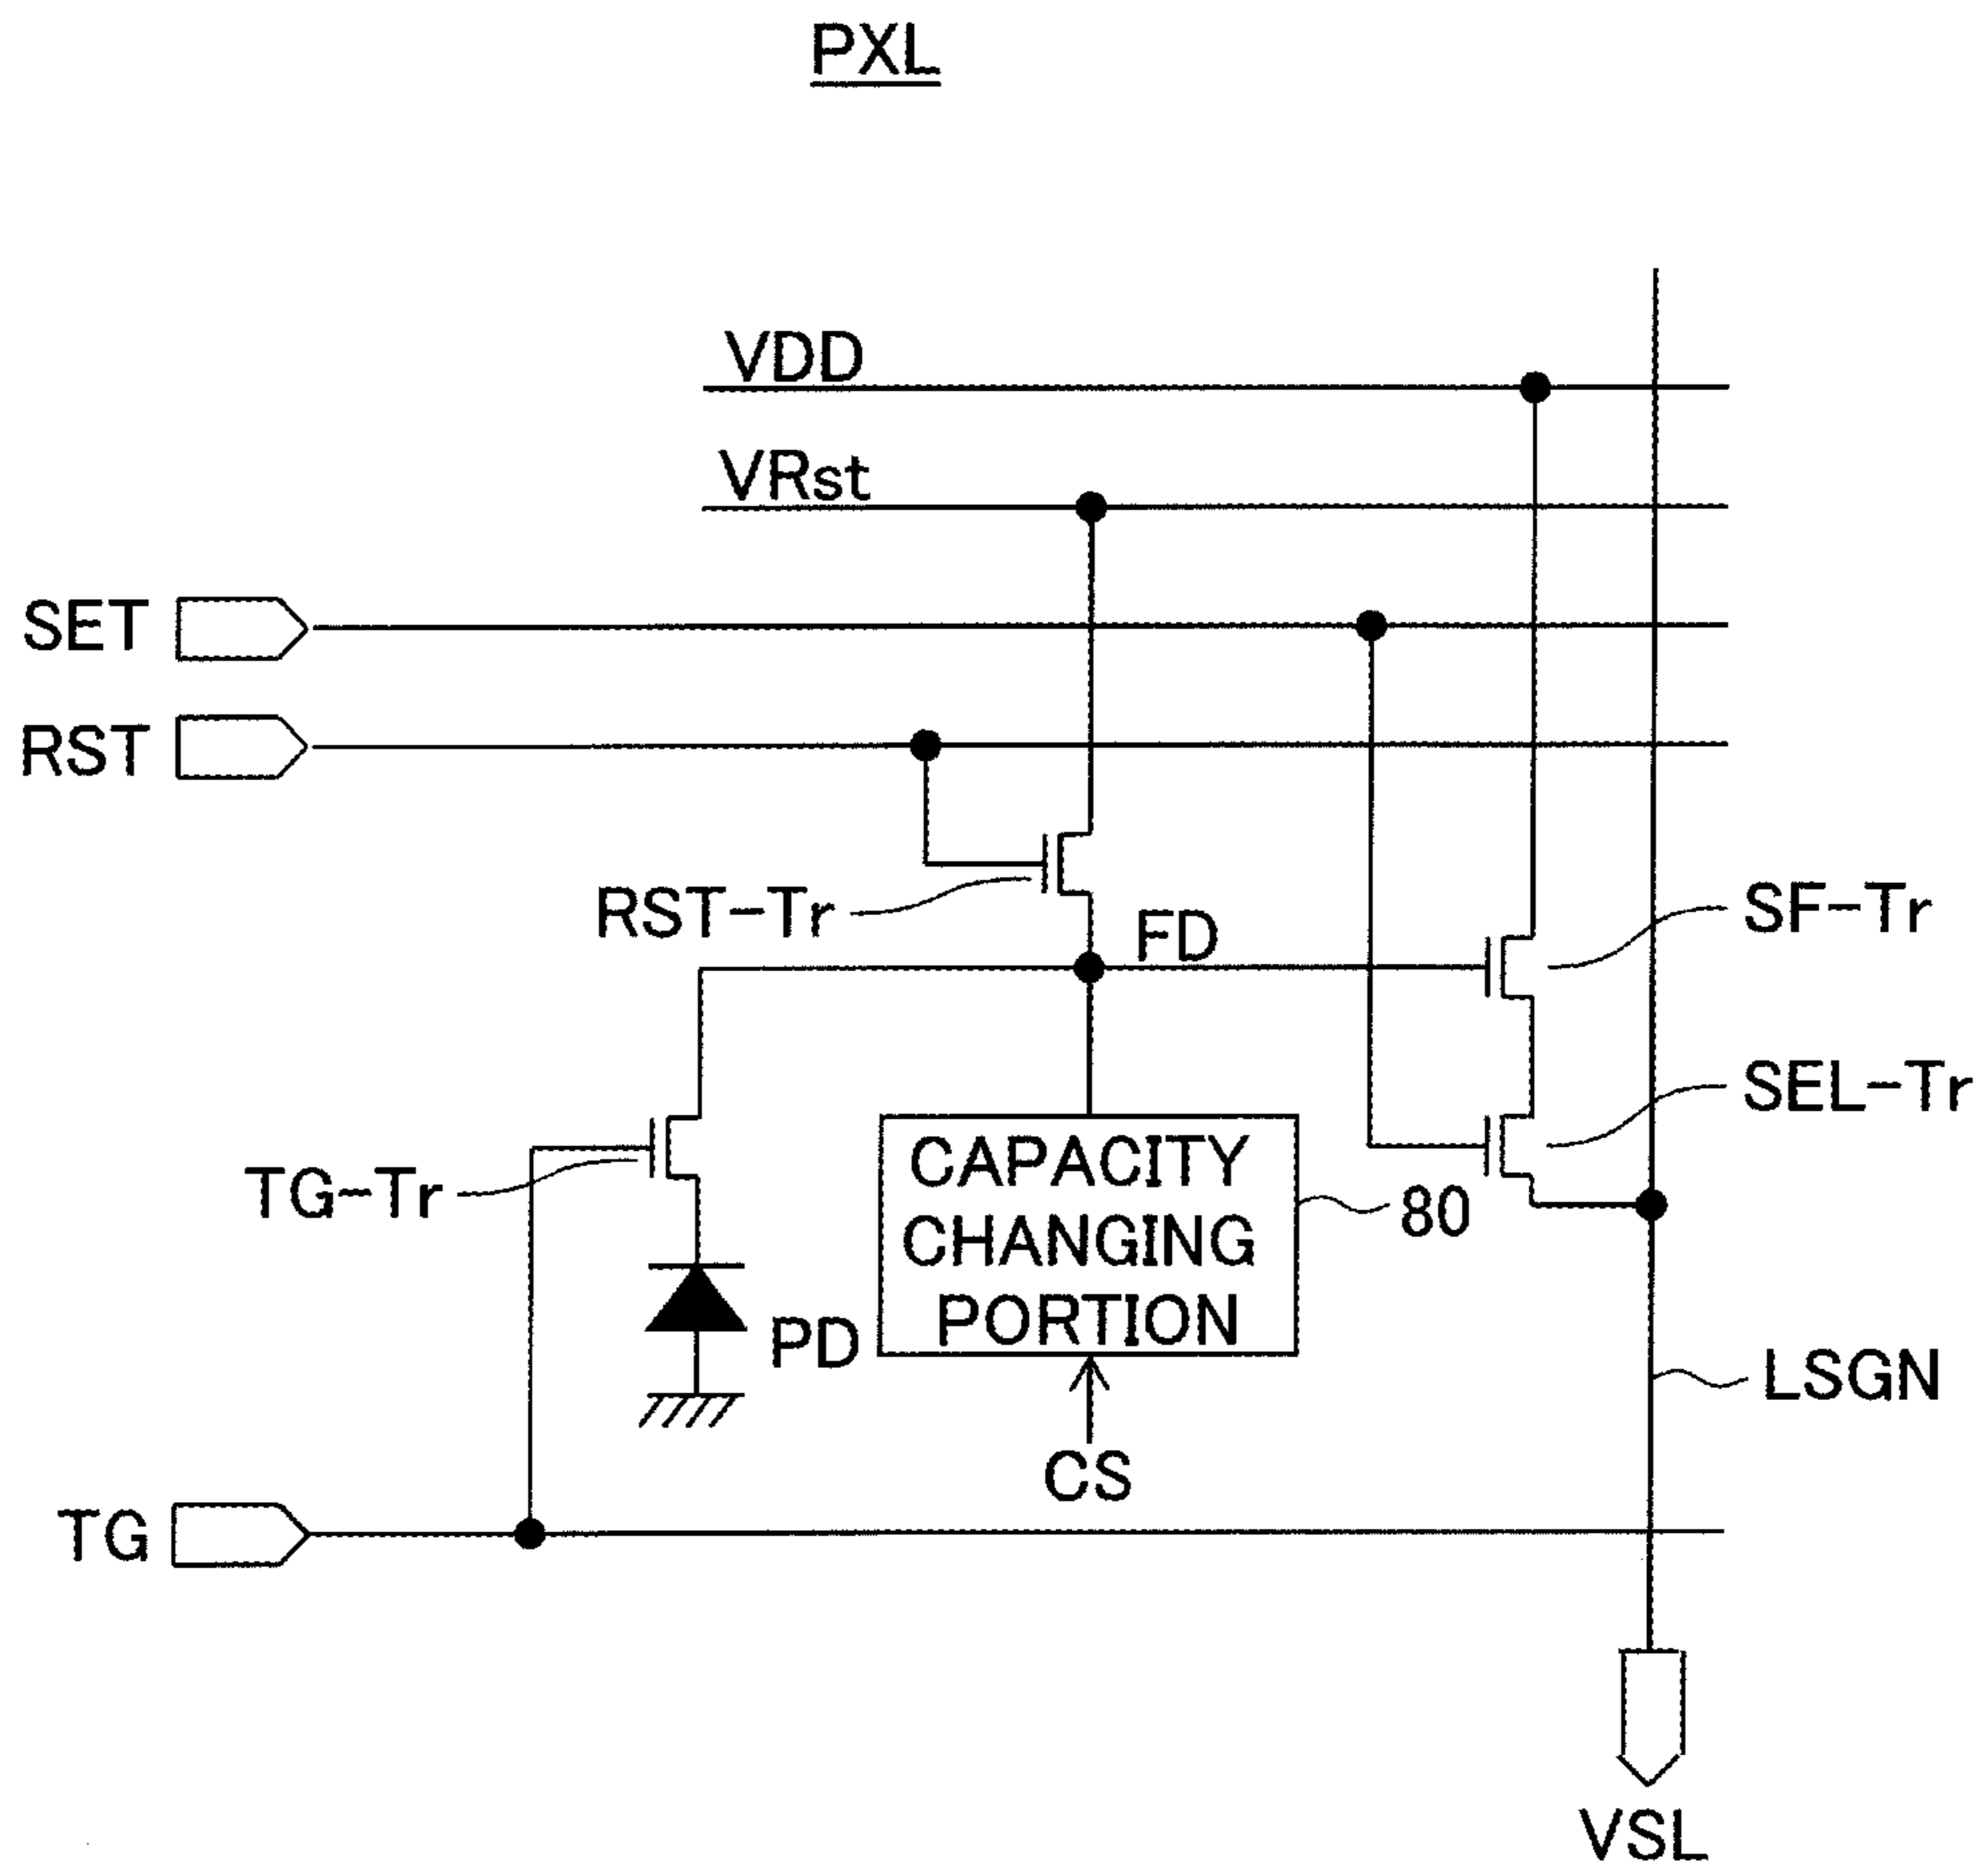 PXL
VDD
VRst
SET
RST
RST-Tr
FD
SF-Tr
SEL-Tr
TG-Tr
CAPACITY
CHANGING
PORTION
80
PD
LSGN
CS
TG
VSL